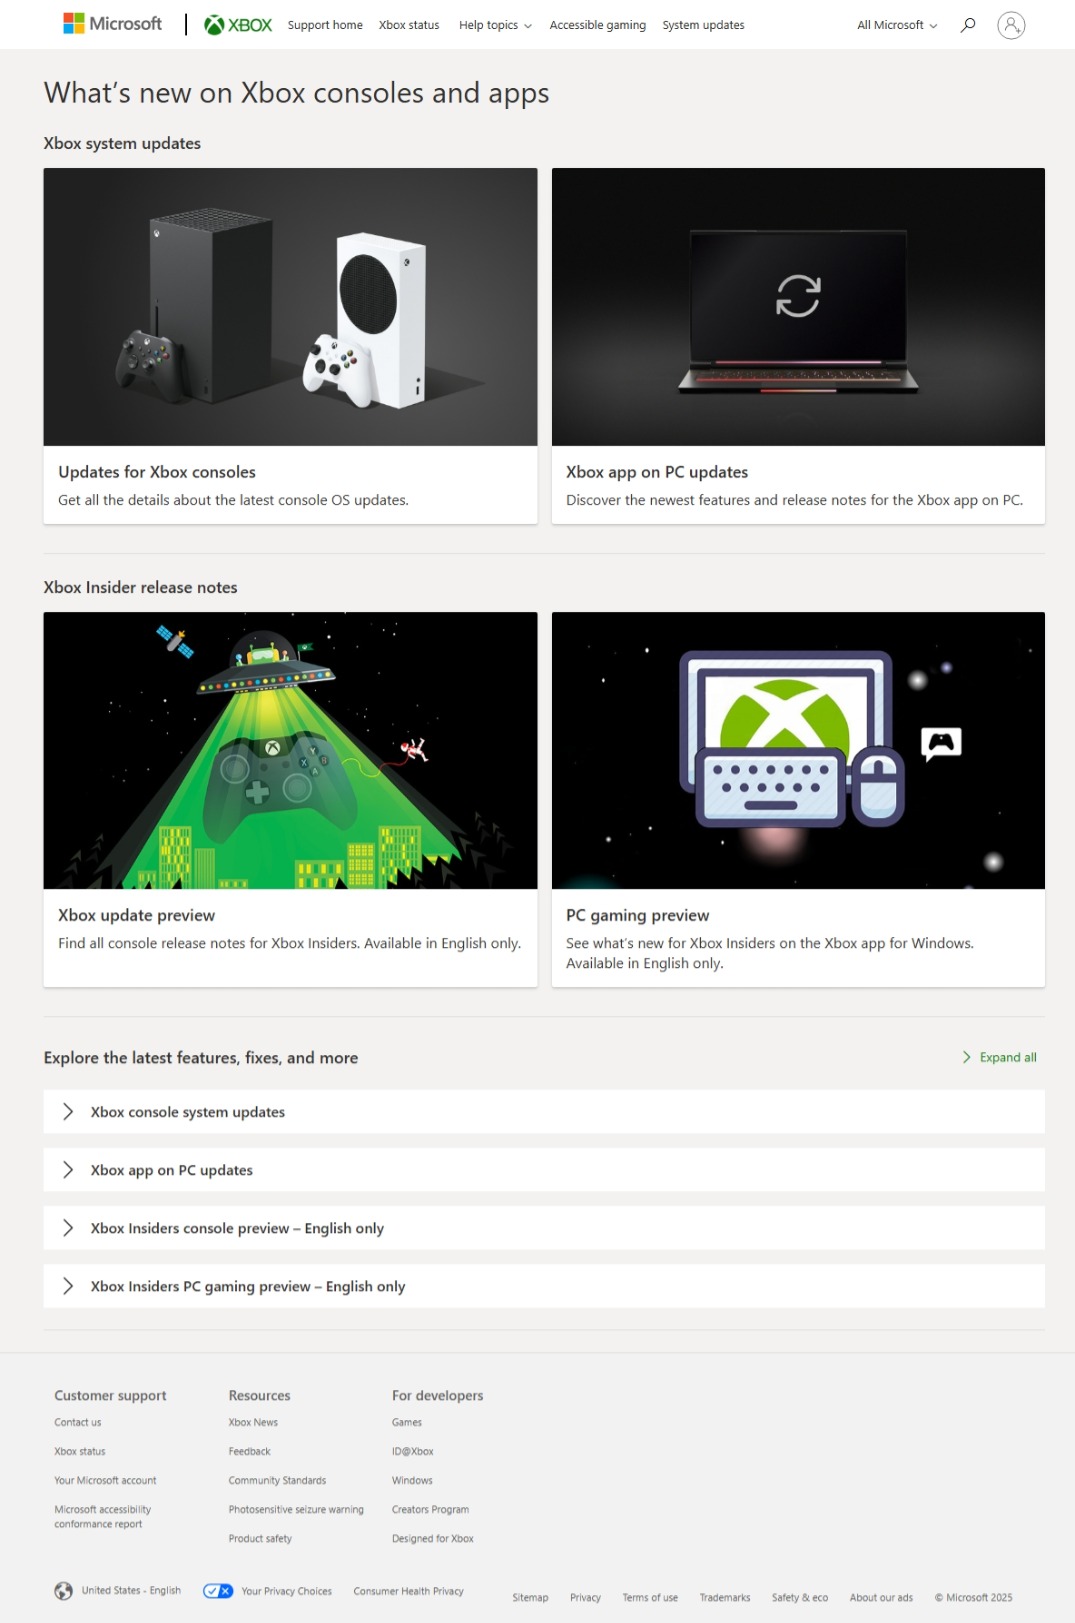 Microsoft
XBOX
Support home
Xbox status
Help topics
Accessible gaming
System updates
All Microsoft
What's new on Xbox consoles and apps
Xbox system updates
Updates for Xbox consoles
Get all the details about the latest console OS updates.
Xbox app on PC updates
Discover the newest features and release notes for the Xbox app on PC.
Xbox Insider release notes
Y
X
B
A
Xbox update preview
Find all console release notes for Xbox Insiders. Available in English only.
PC gaming preview
See what's new for Xbox Insiders on the Xbox app for Windows.
Available in English only.
Explore the latest features, fixes, and more
Expand all
Xbox console system updates
Xbox app on PC updates
Xbox Insiders console preview – English only
Xbox Insiders PC gaming preview – English only
Customer support
Contact us
Xbox status
Your Microsoft account
Microsoft accessibility
conformance report
Resources
Xbox News
Feedback
Community Standards
Photosensitive seizure warning
Product safety
For developers
Games
ID@Xbox
Windows
Creators Program
Designed for Xbox
United States - English
Your Privacy Choices
Consumer Health Privacy
Sitemap
Privacy
Terms of use
Trademarks
Safety & eco
About our ads
© Microsoft 2025